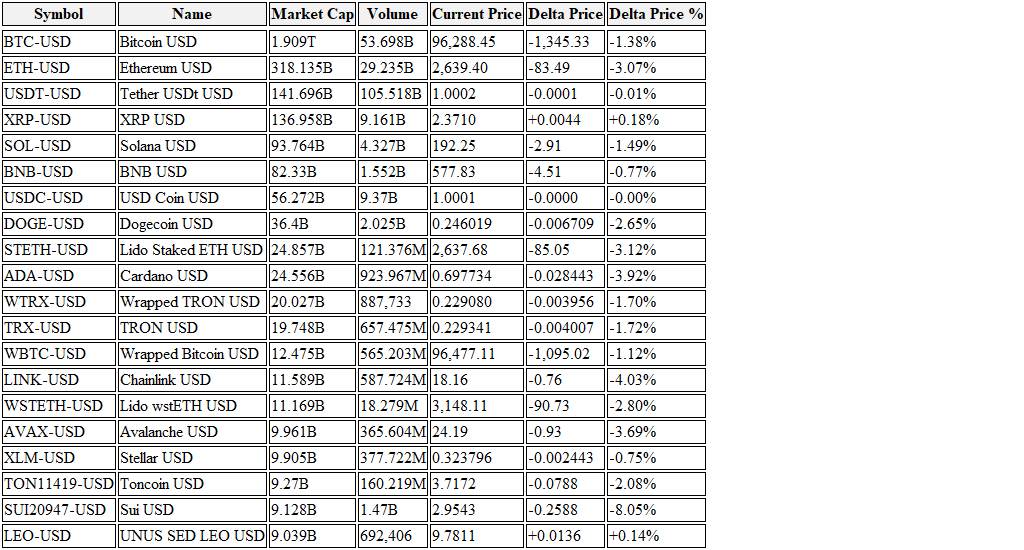 Symbol Name Market Cap Volume Current Price Delta Price Delta Price %
BTC-USD Bitcoin USD 1.909T 53.698B 96,288.45 -1,345.33 -1.38%
ETH-USD Ethereum USD 318.135B 29.235B 2,639.40 -83.49 -3.07%
USDT-USD Tether USDt USD 141.696B 105.518B 1.0002 -0.0001 -0.01%
XRP-USD XRP USD 136.958B 9.161B 2.3710 +0.0044 +0.18%
SOL-USD Solana USD 93.764B 4.327B 192.25 -2.91 -1.49%
BNB-USD BNB USD 82.33B 1.552B 577.83 -4.51 -0.77%
USDC-USD USD Coin USD 56.272B 9.37B 1.0001 -0.0000 -0.00%
DOGE-USD Dogecoin USD 36.4B 2.025B 0.246019 -0.006709 -2.65%
STETH-USD Lido Staked ETH USD 24.857B 121.376M 2,637.68 -85.05 -3.12%
ADA-USD Cardano USD 24.556B 923.967M 0.697734 -0.028443 -3.92%
WTRX-USD Wrapped TRON USD 20.027B 887,733 0.229080 -0.003956 -1.70%
TRX-USD TRON USD 19.748B 657.475M 0.229341 -0.004007 -1.72%
WBTC-USD Wrapped Bitcoin USD 12.475B 565.203M 96,477.11 -1,095.02 -1.12%
LINK-USD Chainlink USD 11.589B 587.724M 18.16 -0.76 -4.03%
WSTETH-USD Lido wstETH USD 11.169B 18.279M 3,148.11 -90.73 -2.80%
AVAX-USD Avalanche USD 9.961B 365.604M 24.19 -0.93 -3.69%
XLM-USD Stellar USD 9.905B 377.722M 0.323796 -0.002443 -0.75%
TON11419-USD Toncoin USD 9.27B 160.219M 3.7172 -0.0788 -2.08%
SUI20947-USD Sui USD 9.128B 1.47B 2.9543 -0.2588 -8.05%
LEO-USD UNUS SED LEO USD 9.039B 692,406 9.7811 +0.0136 +0.14%